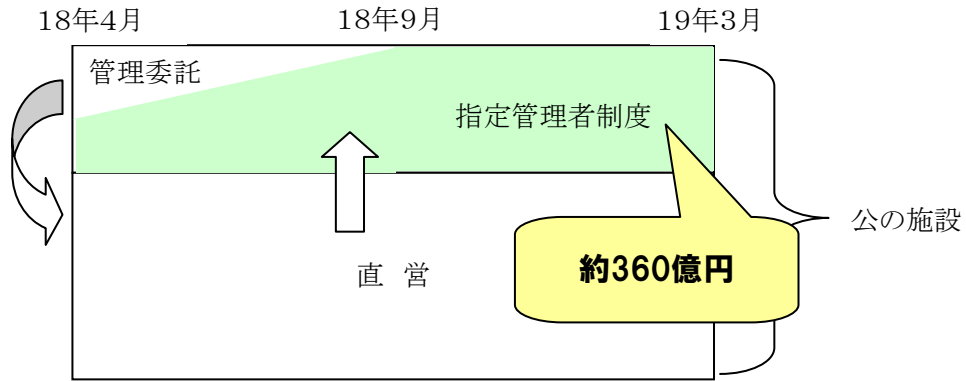 18年4月 18年9月 19年3月
管理委託
指定管理者制度
公の施設
約360億円
直 営